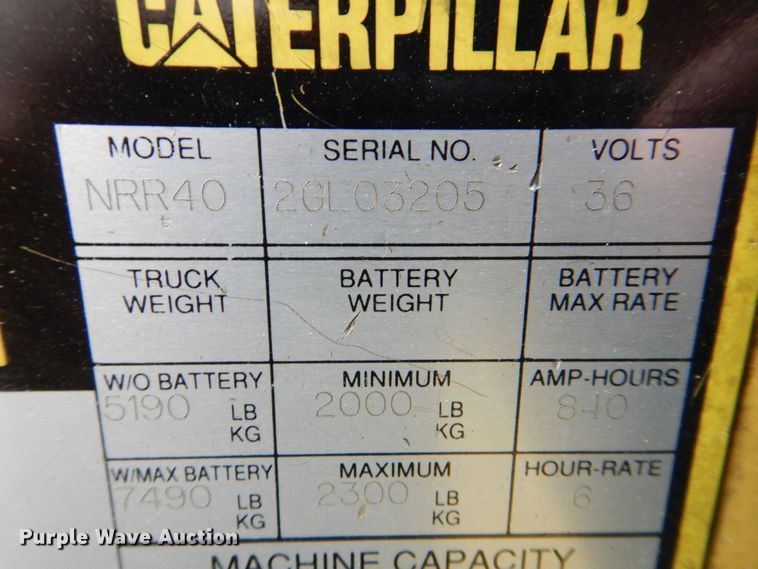 CATERPILLAR
MODEL SERIAL NO. VOLTS
NRR40 2GL03205 36
TRUCK WEIGHT BATTERY WEIGHT BATTERY MAX RATE
W/O BATTERY MINIMUM AMP-HOURS
5190 LB KG 2000 LB KG 840
W/MAX BATTERY MAXIMUM HOUR-RATE
7490 LB KG 2300 LB KG 6
MACHINE CAPACITY
Purple Wave Auction